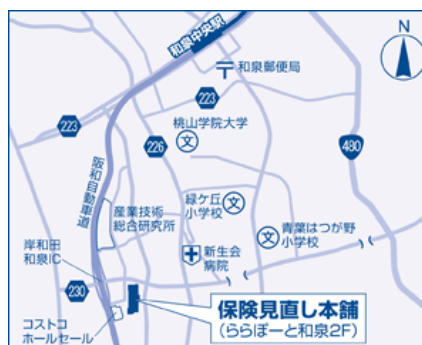 和泉中央駅
N
和泉郵便局
223
223
桃山学院大学
文
226
480
阪和自動車道
緑ケ丘
小学校
文
産業技術
総合研究所
青葉はつが野
小学校
文
新生会
病院
岸和田
和泉IC
230
保険見直し本舗
(ららぽーと和泉2F)
コストコ
ホールセール